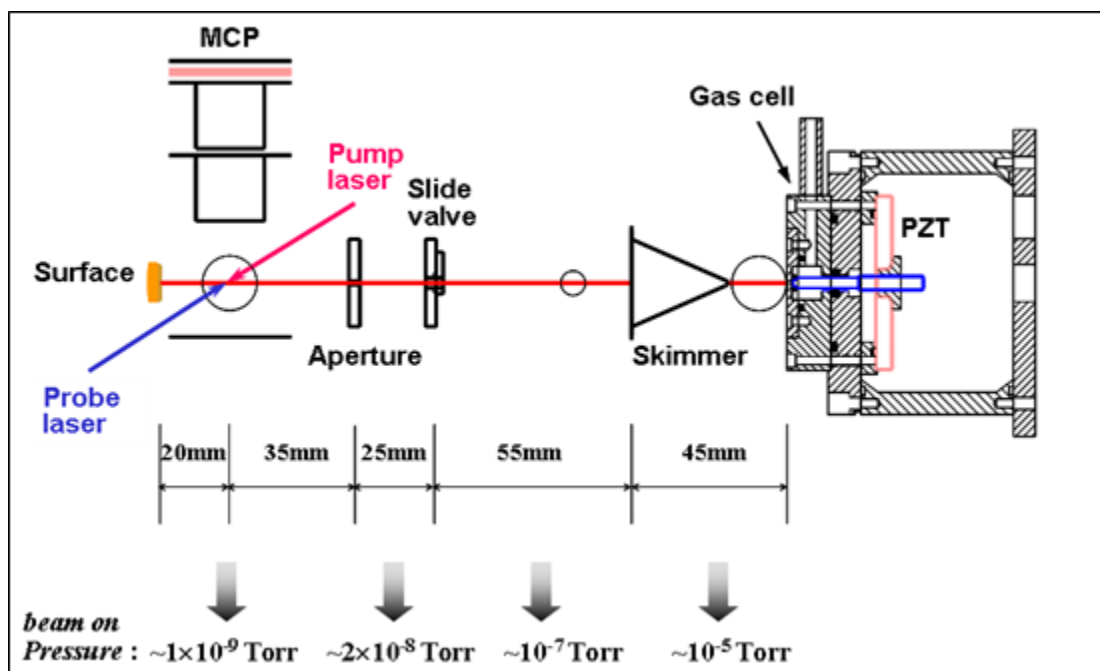 MCP
Gas cell
Pump
laser
Slide
valve
PZT
Surface
Aperture
Skimmer
Probe
laser
20mm
35mm
25mm
55mm
45mm
beam on
Pressure : ~1×10⁻⁹ Torr ~2×10⁻⁸ Torr ~10⁻⁷ Torr ~10⁻⁵ Torr